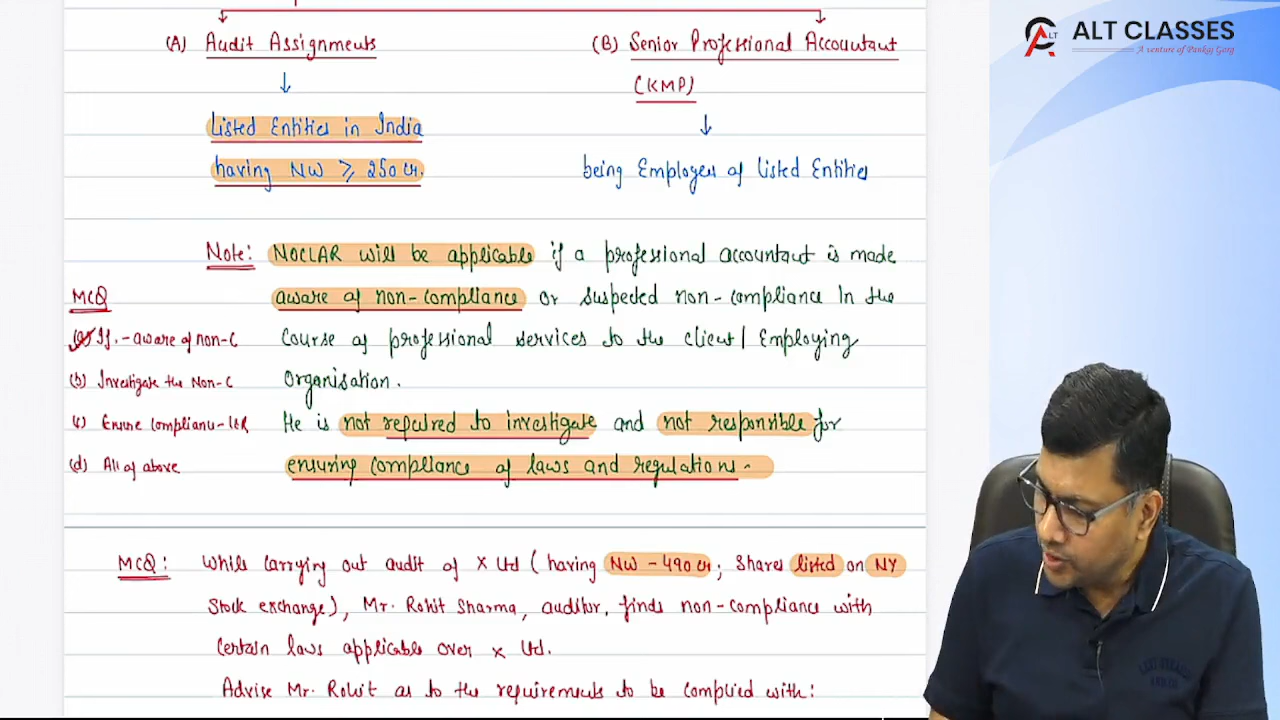 ALT CLASSES
A venture of Pankaj Garg
(A) Audit Assignments
(B) Senior Professional Accountant
(KMP)
Listed Entities in India
having NW ≥ 250 cr.
being Employees of Listed Entities
Note: NOCLAR will be applicable if a professional accountant is made
aware of non-compliance or suspected non-compliance in the
course of professional services to the client / Employing
Organisation.
He is not required to investigate and not responsible for
ensuring compliance of laws and regulations.
MCQ
(a) If - aware of non-C
(b) Investigate the Non-C
(c) Ensure compliance - L&R
(d) All of above
MCQ: While carrying out audit of X Ltd (having NW - 490 cr; Shares listed on NY
Stock exchange), Mr. Rohit Sharma, auditor, finds non-compliance with
certain laws applicable over X Ltd.
Advise Mr. Rohit as to the requirements to be complied with: